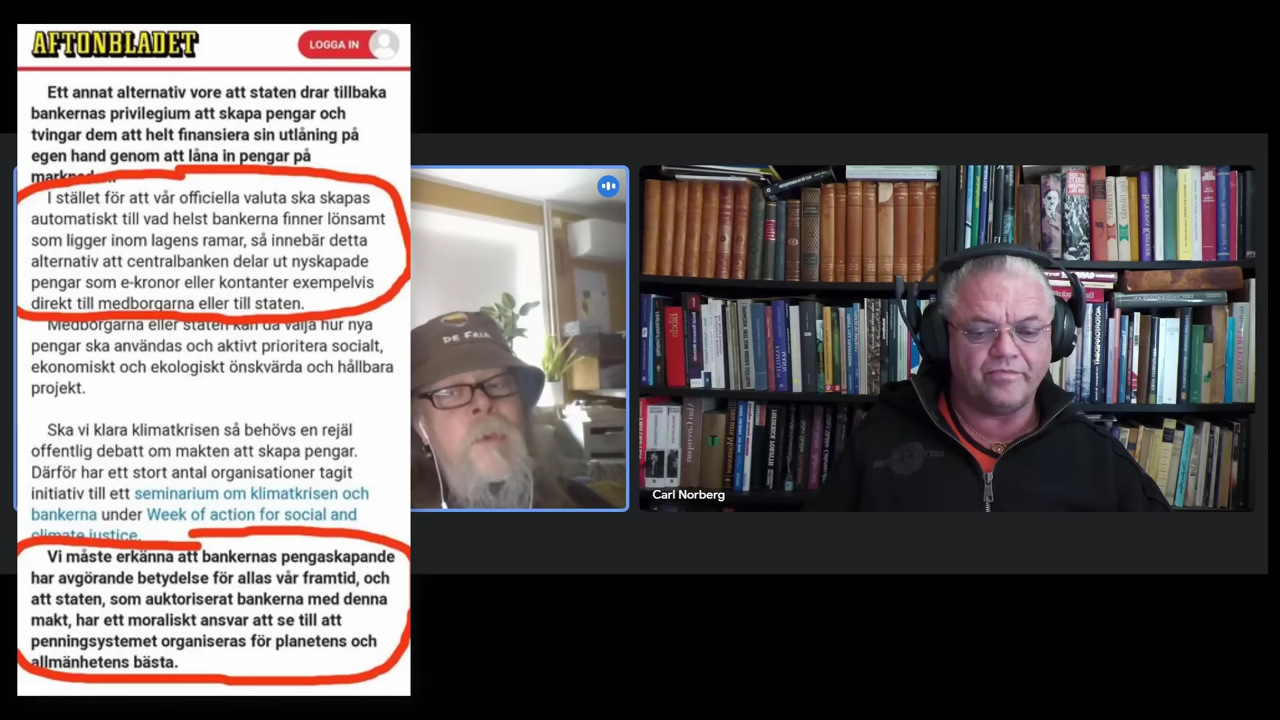 AFTONBLADET
LOGGA IN
Ett annat alternativ vore att staten drar tillbaka
bankernas privilegium att skapa pengar och
tvingar dem att helt finansiera sin utlåning på
egen hand genom att låna in pengar på
I stället för att vår officiella valuta ska skapas
automatiskt till vad helst bankerna finner lönsamt
som ligger inom lagens ramar, så innebär detta
alternativ att centralbanken delar ut nyskapade
pengar som e-kronor eller kontanter exempelvis
direkt till medborgarna eller till staten.
Medborgarna eller staten kan då välja hur nya
pengar ska användas och aktivt prioritera socialt,
ekonomiskt och ekologiskt önskvärda och hållbara
projekt.
Ska vi klara klimatkrisen så behövs en rejäl
offentlig debatt om makten att skapa pengar.
Därför har ett stort antal organisationer tagit
initiativ till ett seminarium om klimatkrisen och
bankerna under Week of action for social and
climate justice.
Vi måste erkänna att bankernas pengaskapande
har avgörande betydelse för allas vår framtid, och
att staten, som auktoriserat bankerna med denna
makt, har ett moraliskt ansvar att se till att
penningsystemet organiseras för planetens och
allmänhetens bästa.
DE FRIA
Carl Norberg